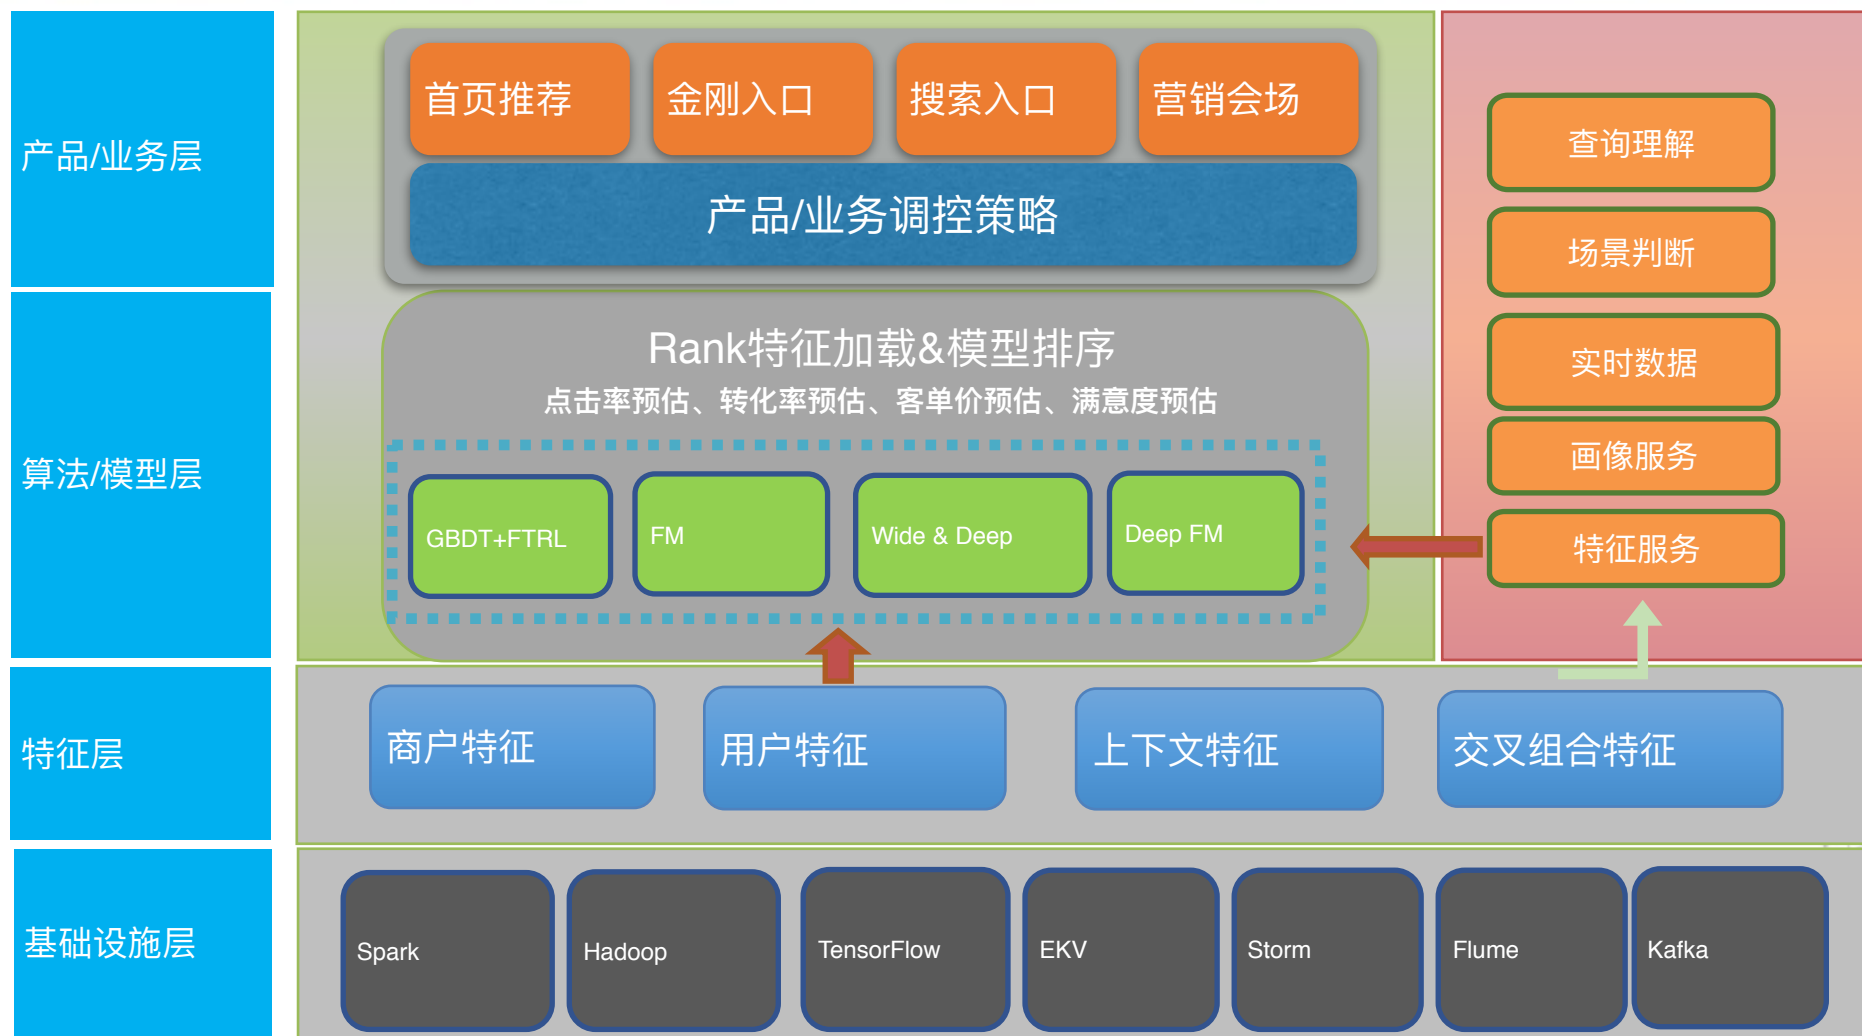 产品/业务层
首页推荐
金刚入口
搜索入口
营销会场
产品/业务调控策略
算法/模型层
Rank特征加载&模型排序
点击率预估、转化率预估、客单价预估、满意度预估
GBDT+FTRL
FM
Wide & Deep
Deep FM
查询理解
场景判断
实时数据
画像服务
特征服务
特征层
商户特征
用户特征
上下文特征
交叉组合特征
基础设施层
Spark
Hadoop
TensorFlow
EKV
Storm
Flume
Kafka